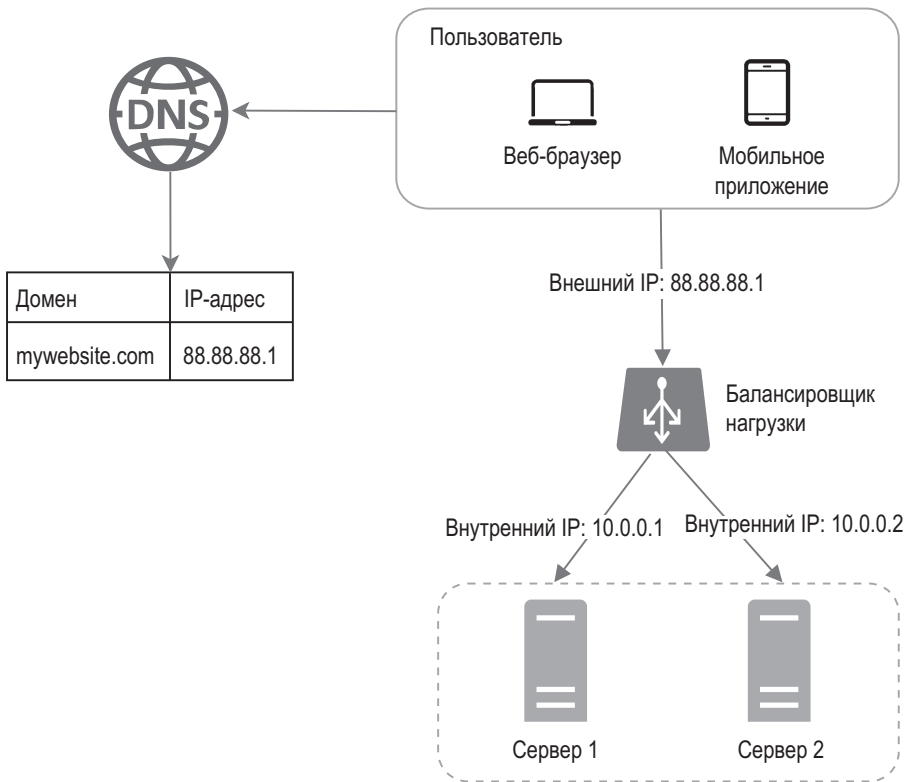 Пользователь
DNS
Веб-браузер
Мобильное
приложение
Внешний IP: 88.88.88.1
Домен IP-адрес
mywebsite.com 88.88.88.1
Балансировщик
нагрузки
Внутренний IP: 10.0.0.1
Внутренний IP: 10.0.0.2
Сервер 1
Сервер 2